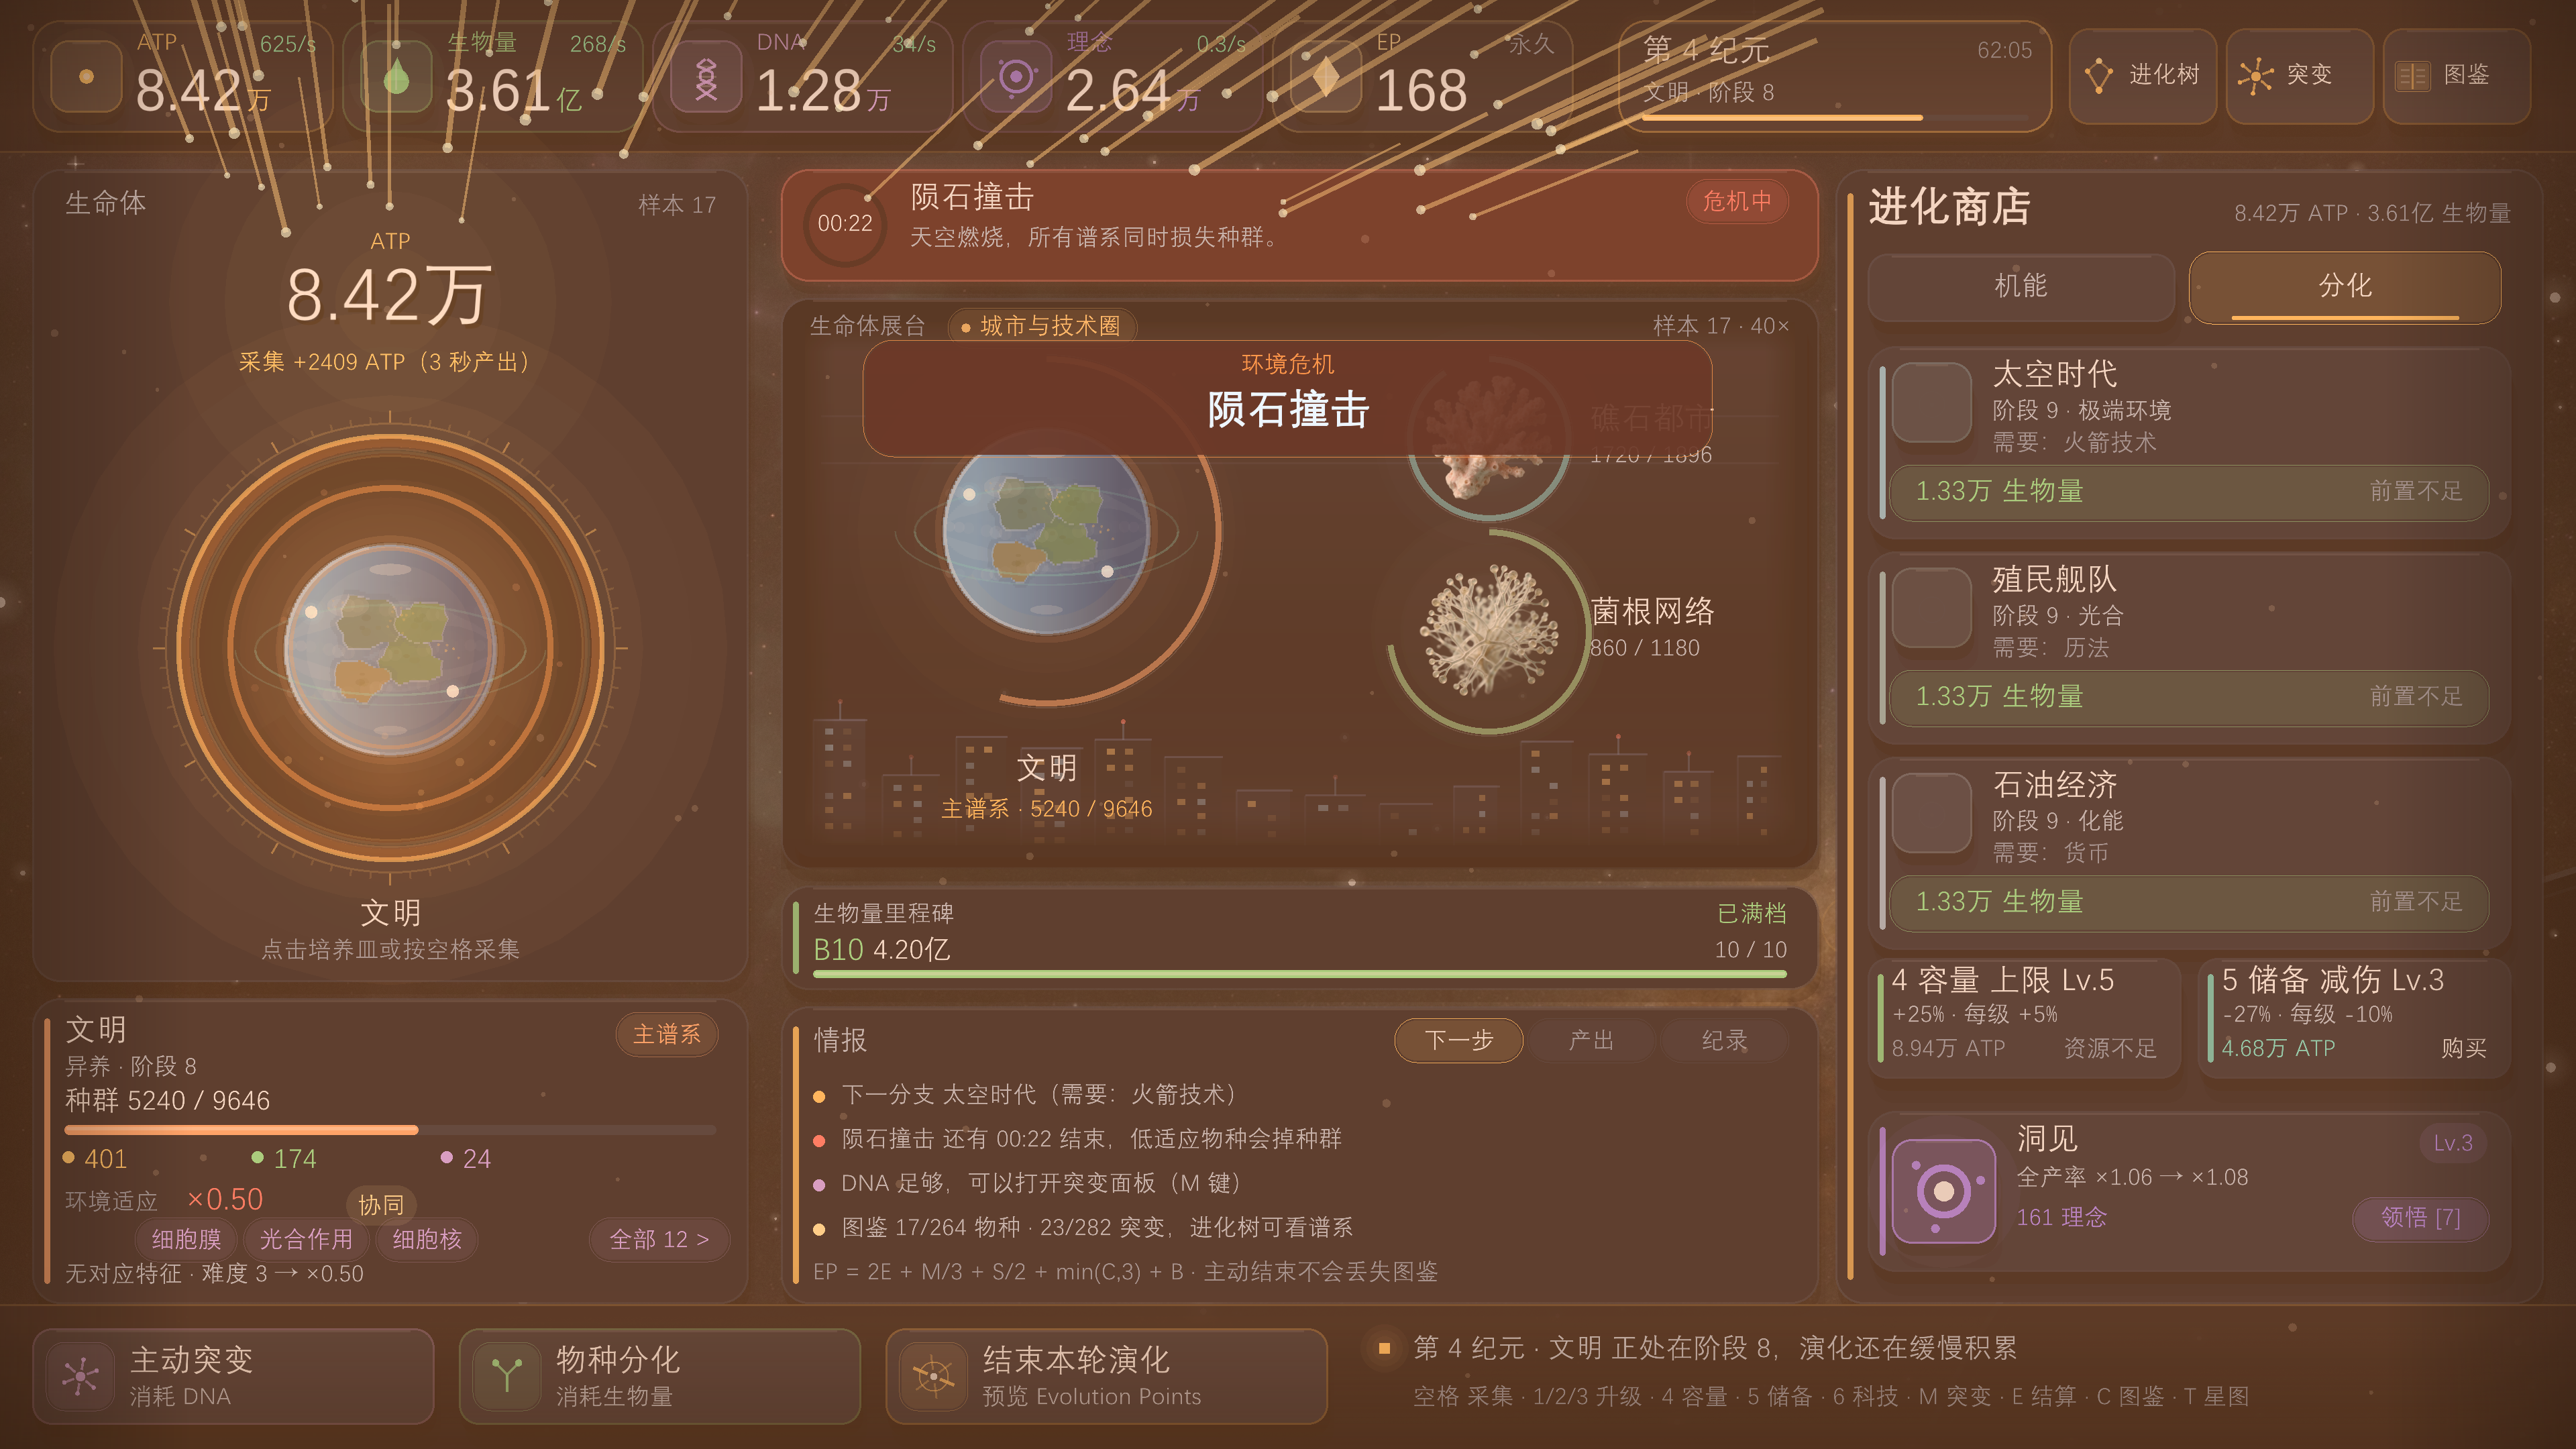 ATP 625/s
8.42万
生物量 268/s
3.61亿
DNA 34/s
1.28万
理念 0.3/s
2.64万
EP 永久
168
第 4 纪元 62:05
文明 · 阶段 8
进化树
突变
图鉴
生命体 样本 17
ATP
8.42万
采集 +2409 ATP（3 秒产出）
文明
点击培养皿或按空格采集
文明 主谱系
异养 · 阶段 8
种群 5240 / 9646
401 174 24
环境适应 ×0.50 协同
细胞膜 光合作用 细胞核 全部 12 >
无对应特征 · 难度 3 → ×0.50
00:22
陨石撞击 危机中
天空燃烧，所有谱系同时损失种群。
生命体展台 城市与技术圈 样本 17 · 40×
环境危机
陨石撞击
礁石都市
1720 / 1896
菌根网络
860 / 1180
文明
主谱系 · 5240 / 9646
生物量里程碑 已满档
B10 4.20亿 10 / 10
情报 下一步 产出 纪录
下一分支 太空时代（需要：火箭技术）
陨石撞击 还有 00:22 结束，低适应物种会掉种群
DNA 足够，可以打开突变面板（M 键）
图鉴 17/264 物种 · 23/282 突变，进化树可看谱系
EP = 2E + M/3 + S/2 + min(C,3) + B · 主动结束不会丢失图鉴
进化商店 8.42万 ATP · 3.61亿 生物量
机能 分化
太空时代
阶段 9 · 极端环境
需要：火箭技术
1.33万 生物量 前置不足
殖民舰队
阶段 9 · 光合
需要：历法
1.33万 生物量 前置不足
石油经济
阶段 9 · 化能
需要：货币
1.33万 生物量 前置不足
4 容量 上限 Lv.5
+25% · 每级 +5%
8.94万 ATP 资源不足
5 储备 减伤 Lv.3
-27% · 每级 -10%
4.68万 ATP 购买
洞见 Lv.3
全产率 ×1.06 → ×1.08
161 理念 领悟 [7]
主动突变
消耗 DNA
物种分化
消耗生物量
结束本轮演化
预览 Evolution Points
第 4 纪元 · 文明 正处在阶段 8，演化还在缓慢积累
空格 采集 · 1/2/3 升级 · 4 容量 · 5 储备 · 6 科技 · M 突变 · E 结算 · C 图鉴 · T 星图